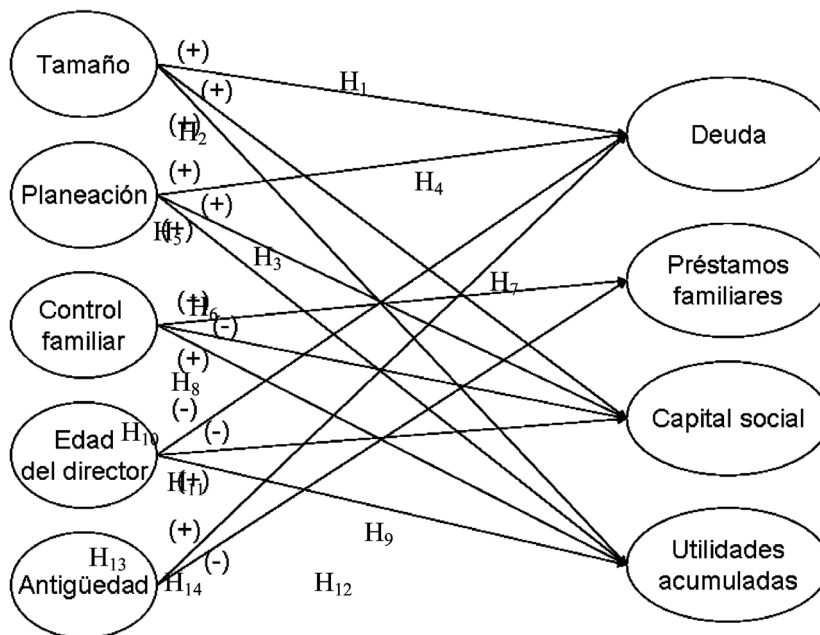 Tamaño
(+)
(+)
(+)
H₁
H₂
Deuda
Planeación
(+)
(+)
(+)
H₄
H₅
H₃
Préstamos
familiares
H₇
Control
familiar
(+)
H₆
(-)
(+)
H₈
Capital social
Edad
del director
(-)
H₁₀
(-)
(+)
H₁₁
H₉
Utilidades
acumuladas
Antigüedad
(+)
(-)
H₁₃
H₁₄
H₁₂